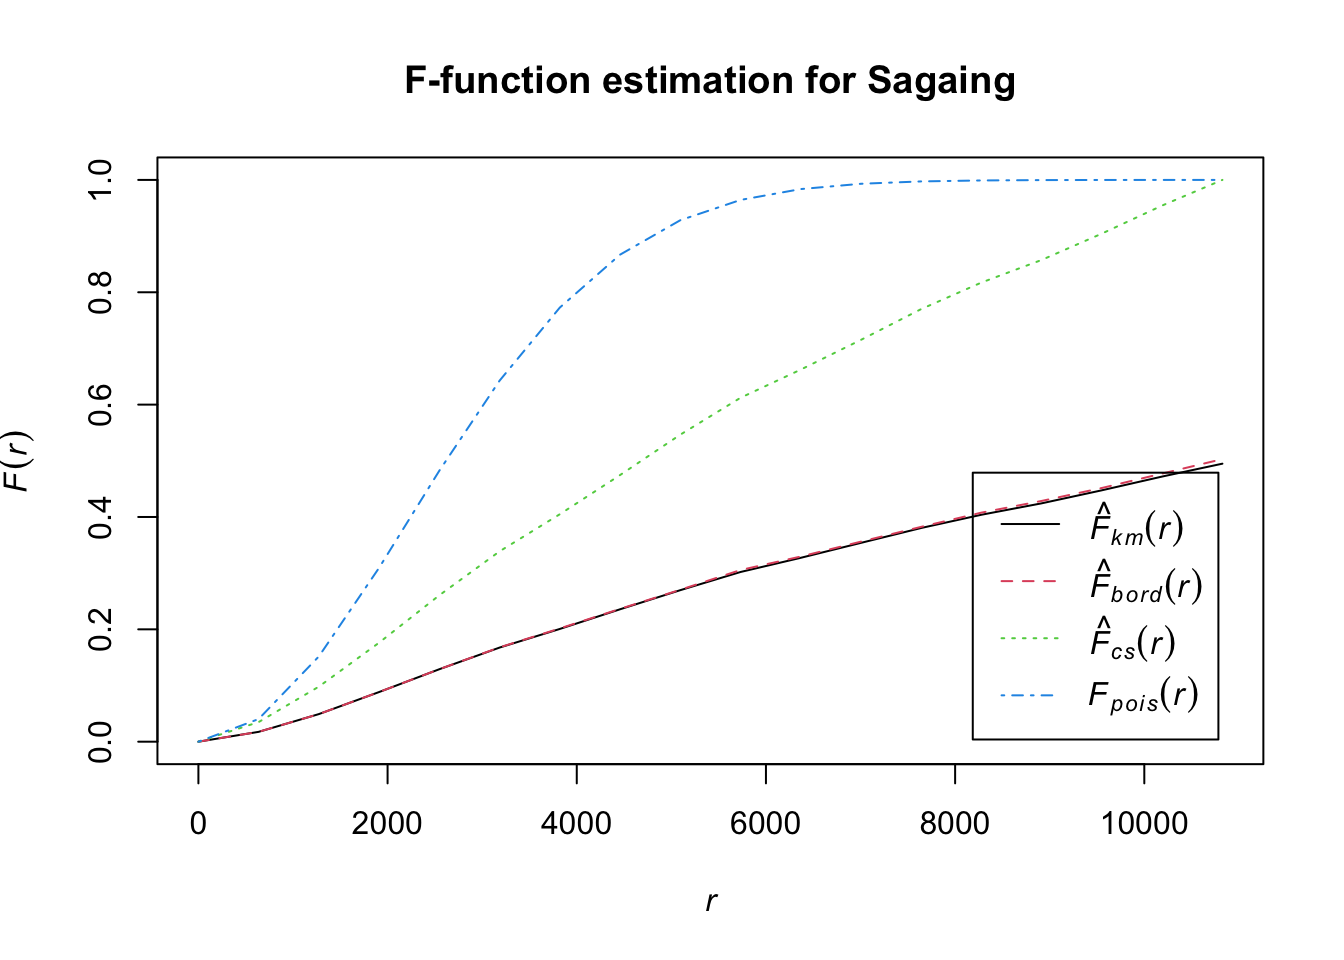 F-function estimation for Sagaing
F(r)
1.0
0.8
0.6
0.4
0.2
0.0
F̂km(r)
F̂bord(r)
F̂cs(r)
Fpois(r)
0 2000 4000 6000 8000 10000
r